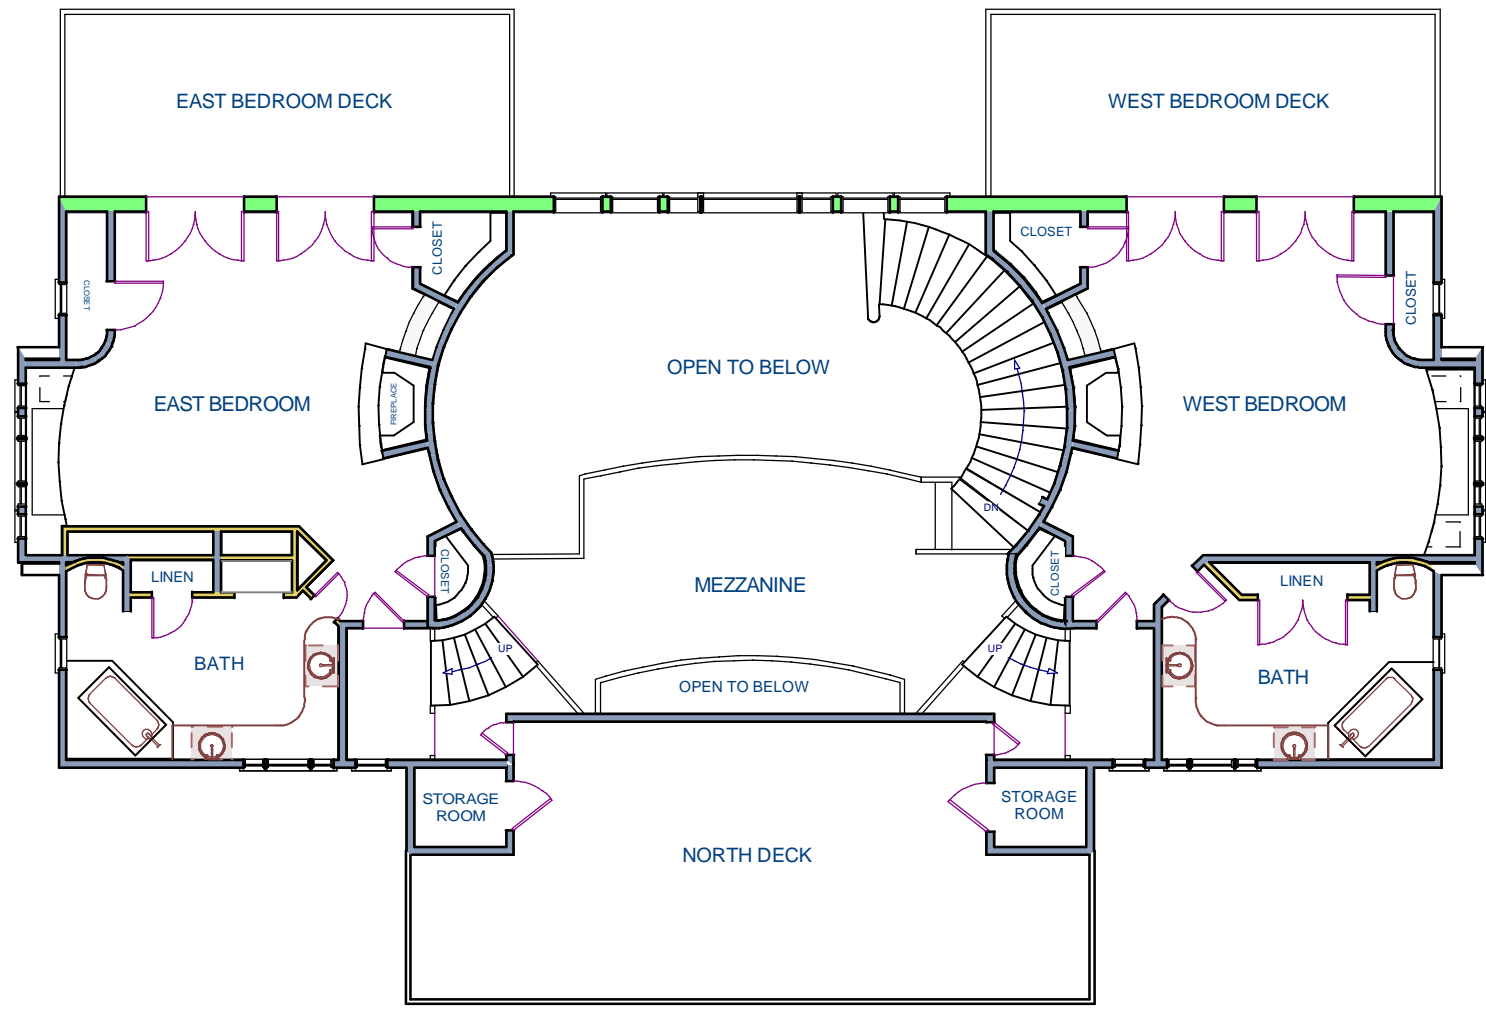 EAST BEDROOM DECK
WEST BEDROOM DECK
CLOSET
CLOSET
CLOSET
CLOSET
OPEN TO BELOW
EAST BEDROOM
FIREPLACE
WEST BEDROOM
DN
CLOSET
CLOSET
LINEN
MEZZANINE
LINEN
UP
UP
BATH
OPEN TO BELOW
BATH
STORAGE
ROOM
STORAGE
ROOM
NORTH DECK